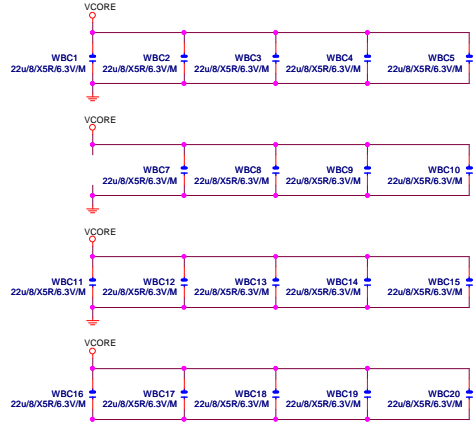 VCORE
WBC1 WBC2 WBC3 WBC4 WBC5
22u/8/X5R/6.3V/M 22u/8/X5R/6.3V/M 22u/8/X5R/6.3V/M 22u/8/X5R/6.3V/M 22u/8/X5R/6.3V/M
VCORE
WBC7 WBC8 WBC9 WBC10
22u/8/X5R/6.3V/M 22u/8/X5R/6.3V/M 22u/8/X5R/6.3V/M 22u/8/X5R/6.3V/M
VCORE
WBC11 WBC12 WBC13 WBC14 WBC15
22u/8/X5R/6.3V/M 22u/8/X5R/6.3V/M 22u/8/X5R/6.3V/M 22u/8/X5R/6.3V/M 22u/8/X5R/6.3V/M
VCORE
WBC16 WBC17 WBC18 WBC19 WBC20
22u/8/X5R/6.3V/M 22u/8/X5R/6.3V/M 22u/8/X5R/6.3V/M 22u/8/X5R/6.3V/M 22u/8/X5R/6.3V/M